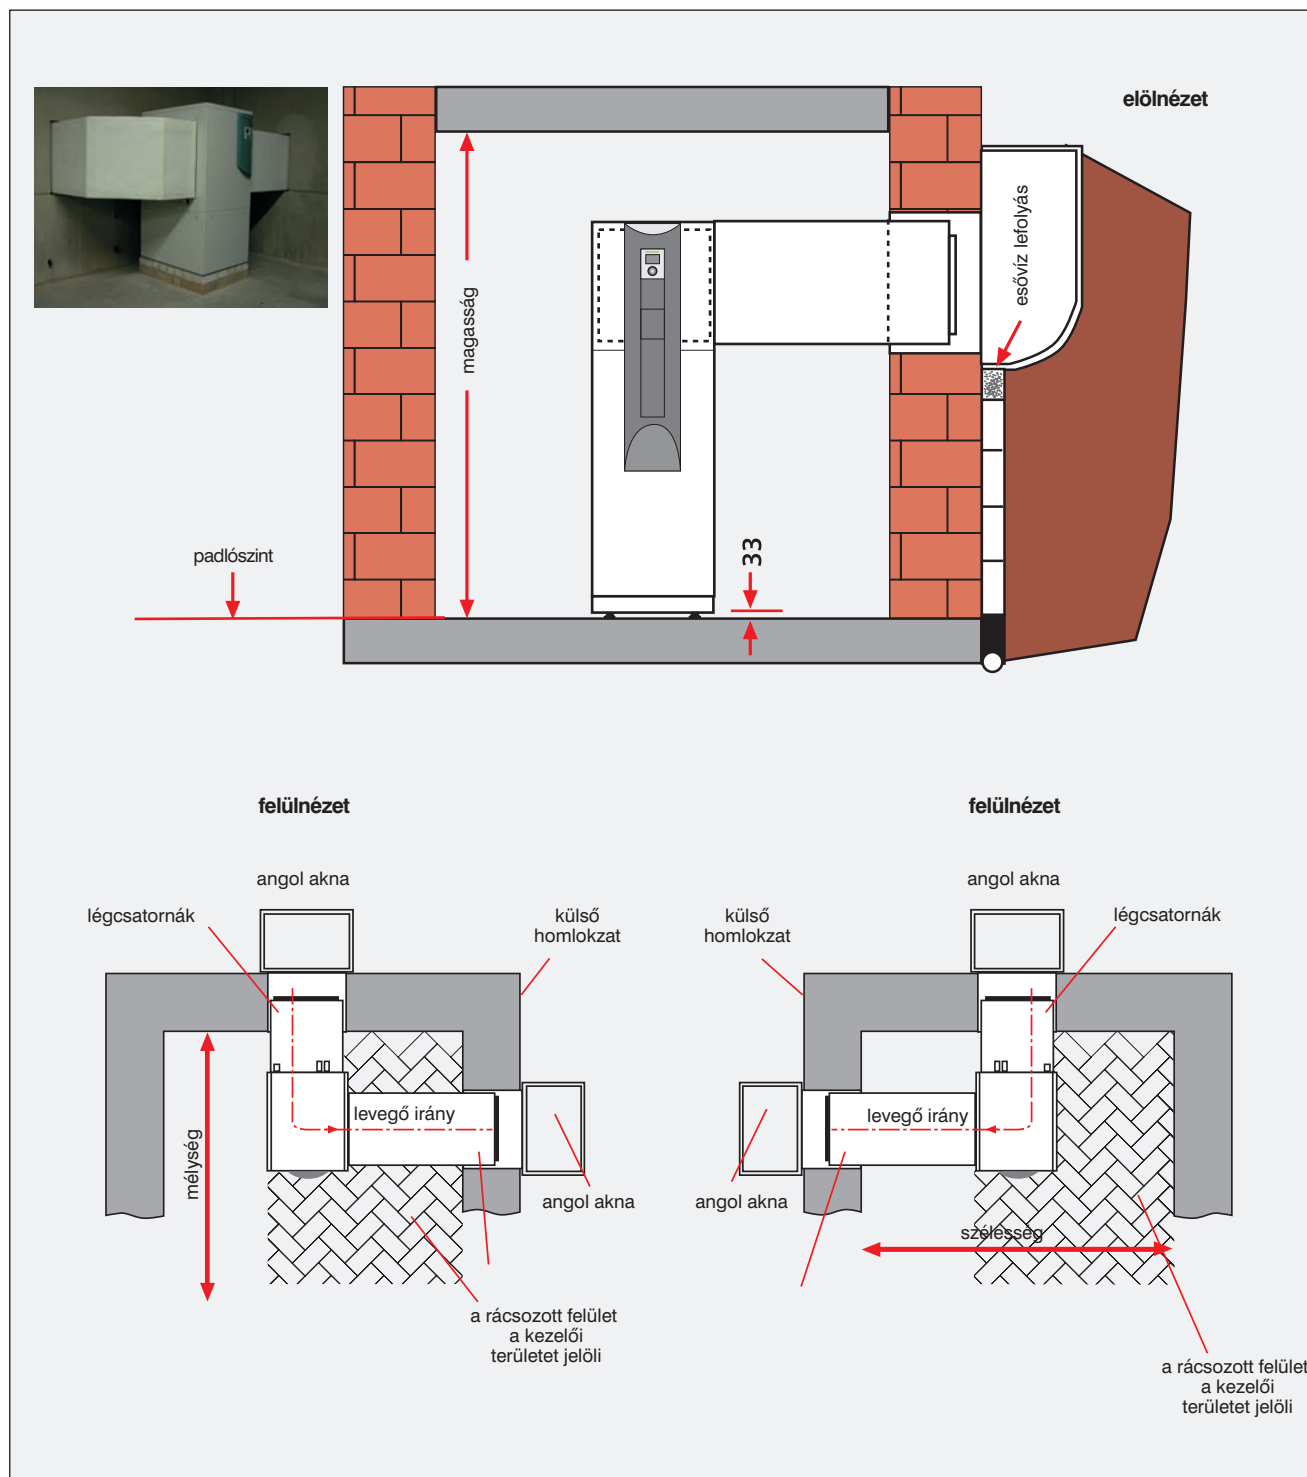 elölnézet
esővíz lefolyás
magasság
padlószint
33
felülnézet
angol akna
légcsatornák
külső
homlokzat
levegő irány
mélység
angol akna
a rácsozott felület
a kezelői
területet jelöli
felülnézet
angol akna
külső
homlokzat
légcsatornák
levegő irány
angol akna
szélesség
a rácsozott felület
a kezelői
területet jelöli